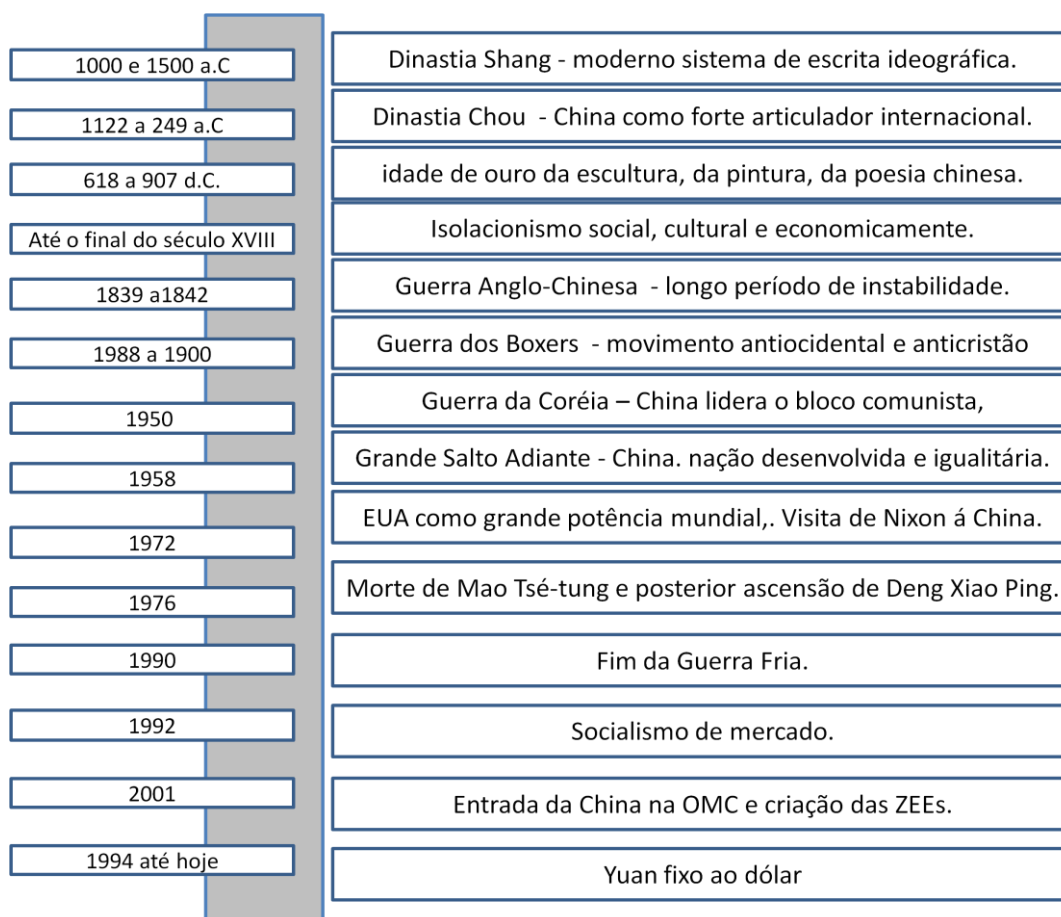 1000 e 1500 a.C
Dinastia Shang - moderno sistema de escrita ideográfica.
1122 a 249 a.C
Dinastia Chou - China como forte articulador internacional.
618 a 907 d.C.
idade de ouro da escultura, da pintura, da poesia chinesa.
Até o final do século XVIII
Isolacionismo social, cultural e economicamente.
1839 a1842
Guerra Anglo-Chinesa - longo período de instabilidade.
1988 a 1900
Guerra dos Boxers - movimento antiocidental e anticristão
1950
Guerra da Coréia – China lidera o bloco comunista,
1958
Grande Salto Adiante - China. nação desenvolvida e igualitária.
1972
EUA como grande potência mundial,. Visita de Nixon á China.
1976
Morte de Mao Tsé-tung e posterior ascensão de Deng Xiao Ping.
1990
Fim da Guerra Fria.
1992
Socialismo de mercado.
2001
Entrada da China na OMC e criação das ZEEs.
1994 até hoje
Yuan fixo ao dólar